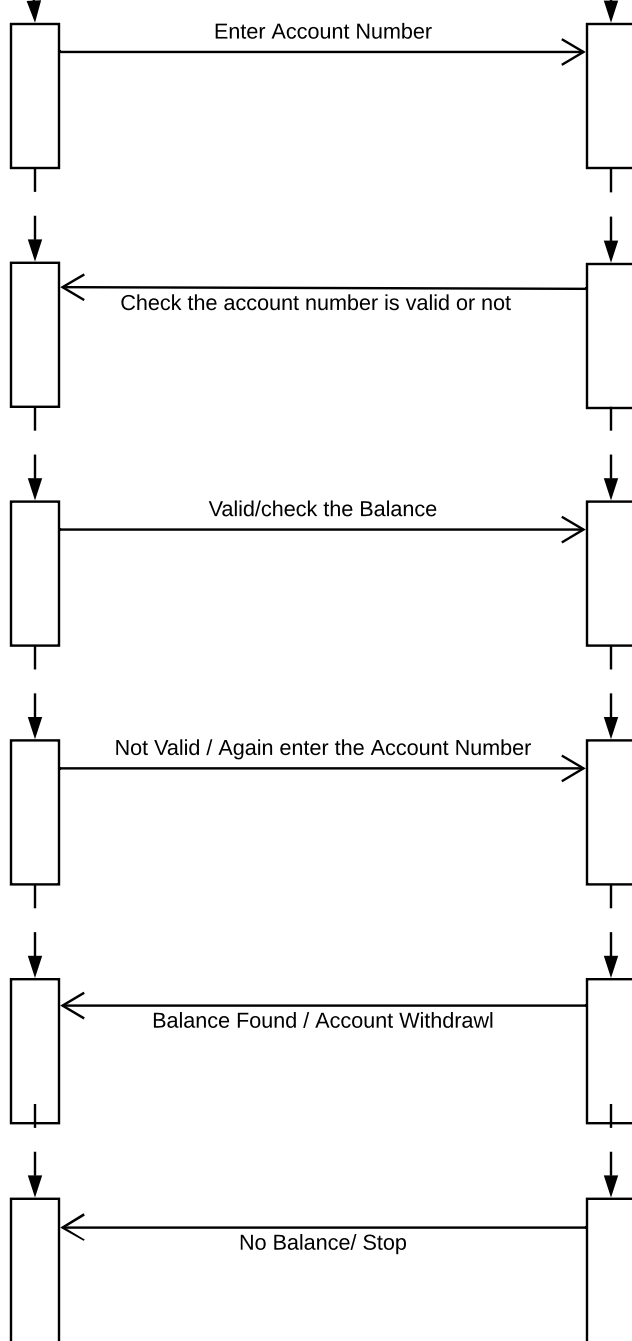 Enter Account Number
Check the account number is valid or not
Valid/check the Balance
Not Valid / Again enter the Account Number
Balance Found / Account Withdrawl
No Balance/ Stop